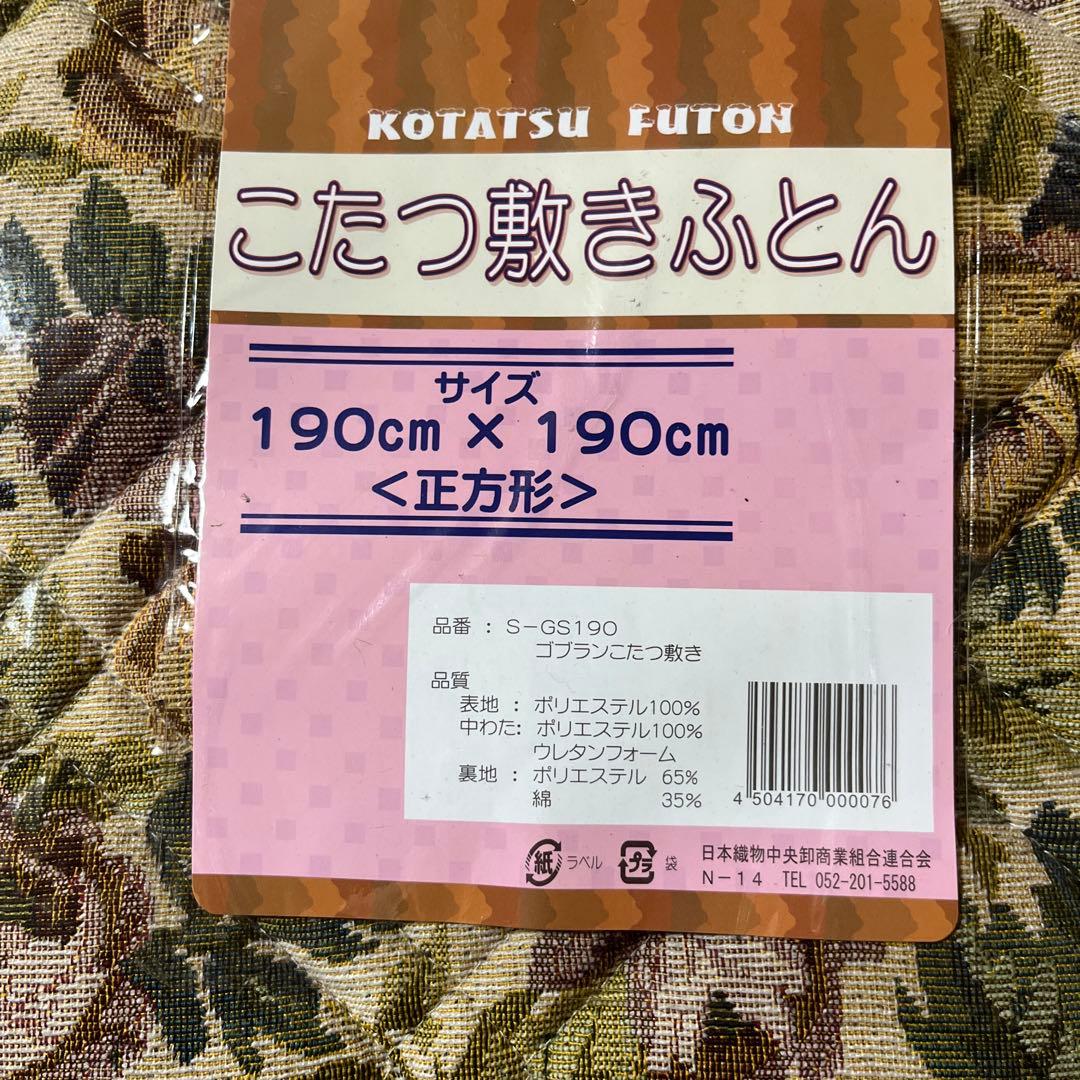 KOTATSU FUTON
こたつ敷きふとん
サイズ
190cm × 190cm
＜正方形＞
品番 : S－GS190
ゴブランこたつ敷き
品質
表地 : ポリエステル100%
中わた: ポリエステル100%
ウレタンフォーム
裏地 : ポリエステル 65%
綿 35%
4 504170 000076
紙 ラベル プラ 袋
日本織物中央卸商業組合連合会
N－14 TEL 052-201-5588